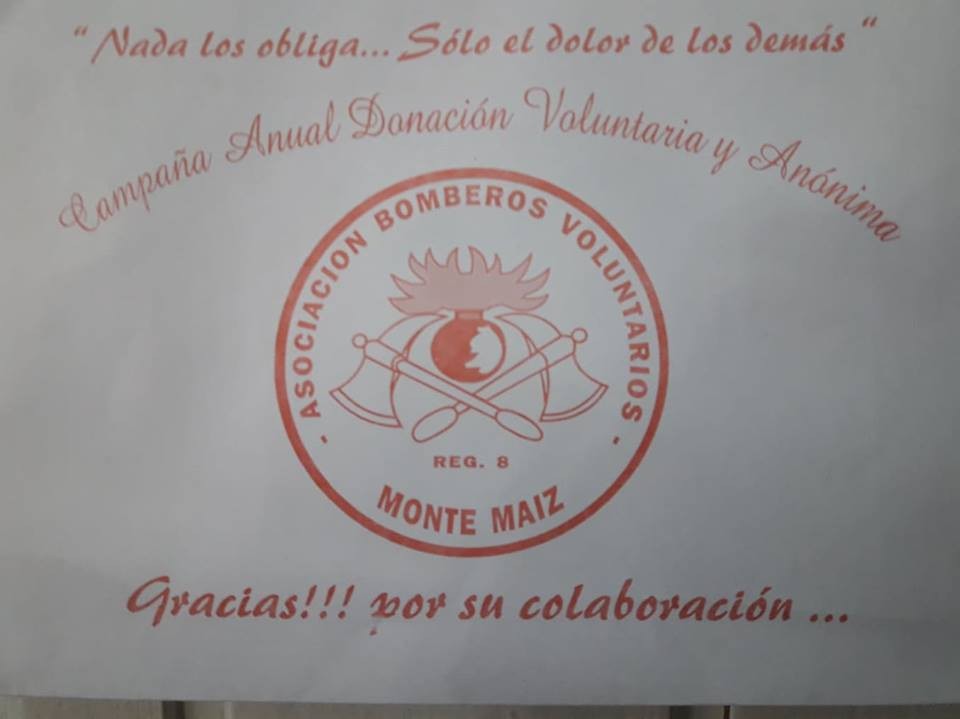 "Nada los obliga... Sólo el dolor de los demás"
Campaña Anual Donación Voluntaria y Anónima
- ASOCIACION BOMBEROS VOLUNTARIOS -
REG. 8
MONTE MAIZ
Gracias!!! por su colaboración ...